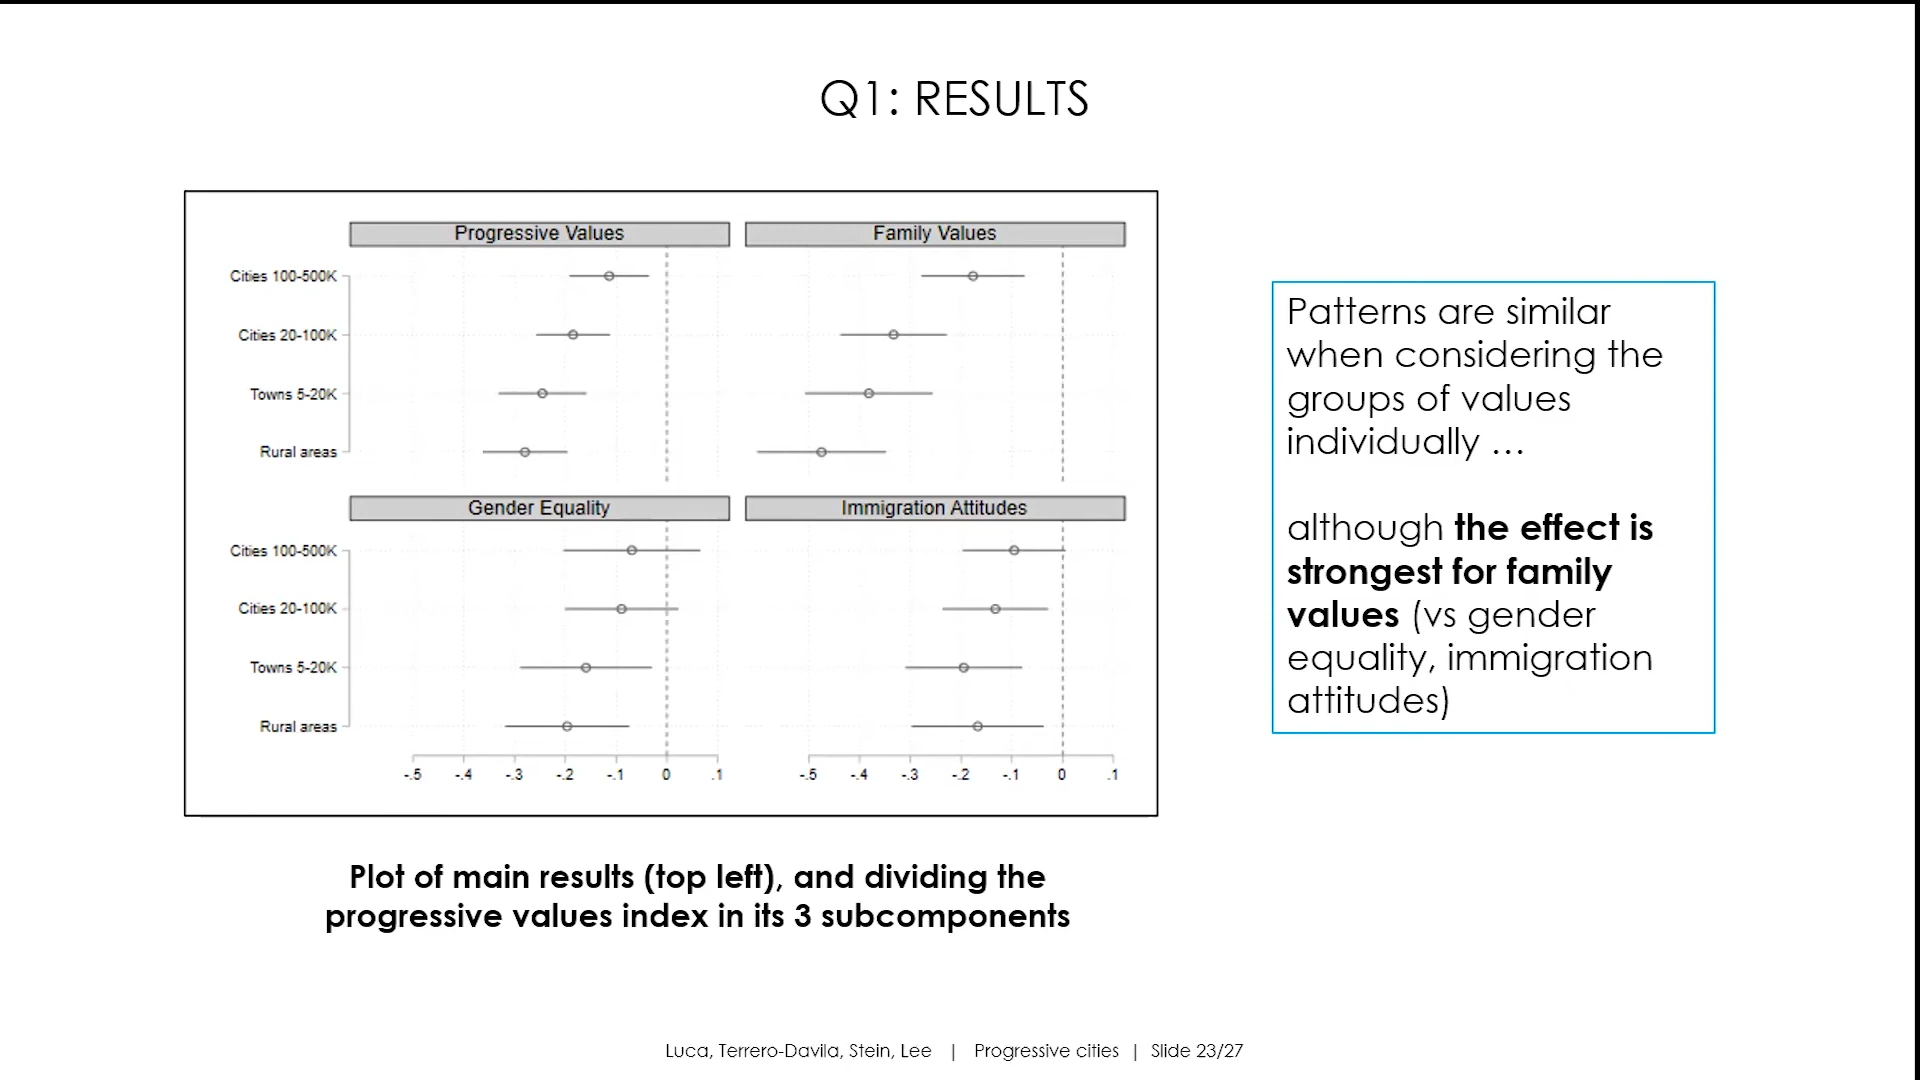 Q1: RESULTS
Progressive Values
Family Values
Cities 100-500K
Cities 20-100K
Towns 5-20K
Rural areas
Gender Equality
Immigration Attitudes
Cities 100-500K
Cities 20-100K
Towns 5-20K
Rural areas
-.5 -.4 -.3 -.2 -.1 0 .1
-.5 -.4 -.3 -.2 -.1 0 .1
Patterns are similar
when considering the
groups of values
individually …
although the effect is
strongest for family
values (vs gender
equality, immigration
attitudes)
Plot of main results (top left), and dividing the
progressive values index in its 3 subcomponents
Luca, Terrero-Davila, Stein, Lee | Progressive cities | Slide 23/27